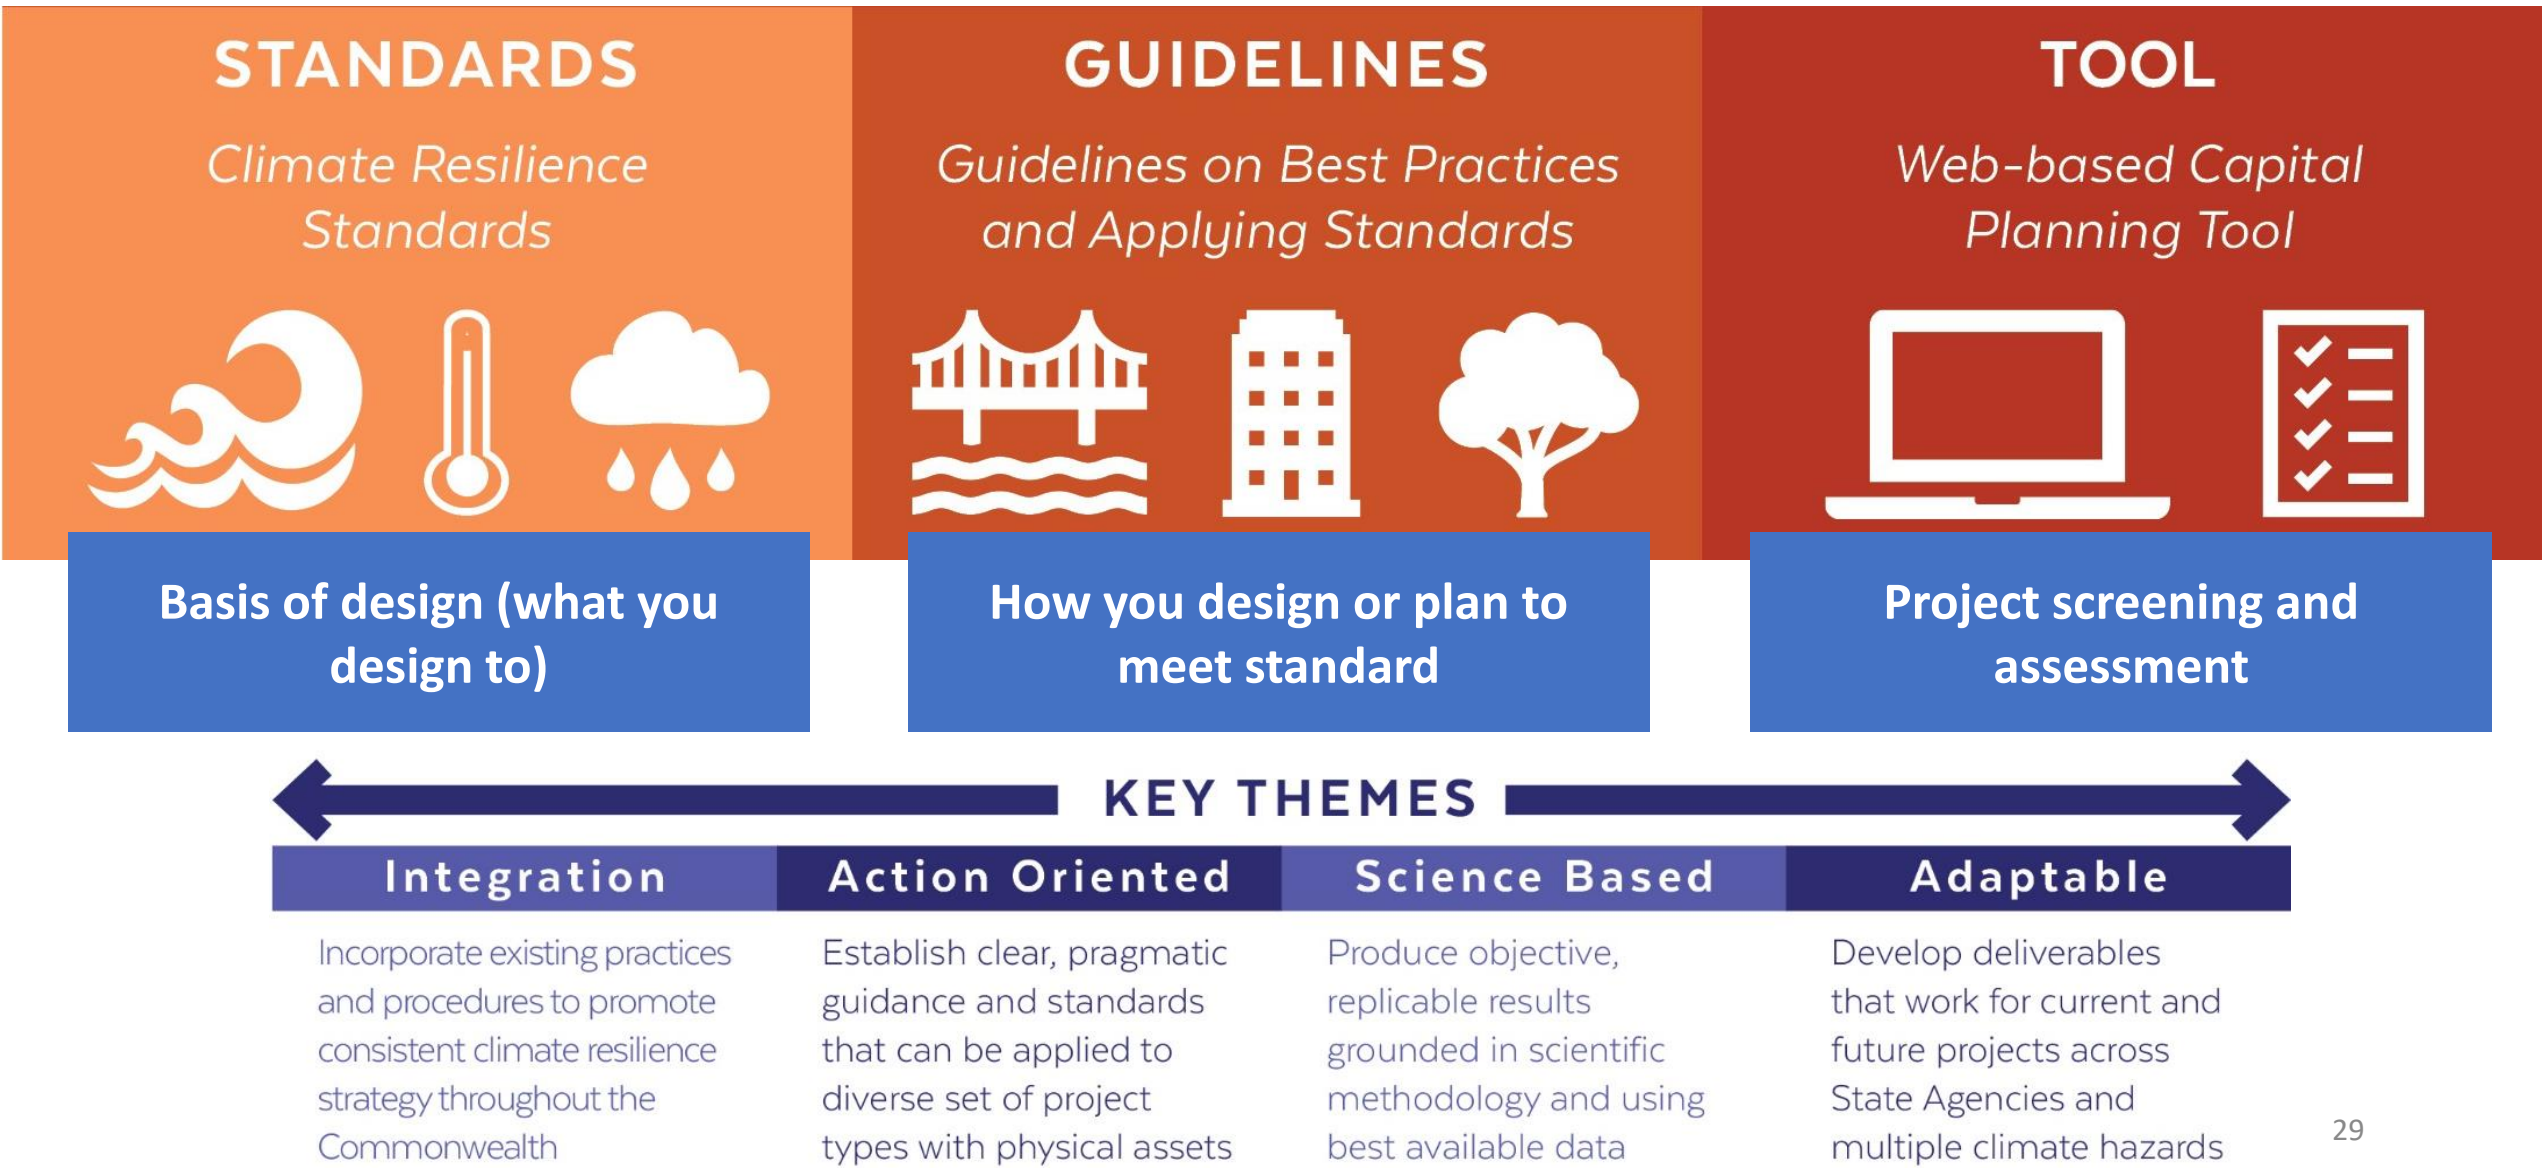 STANDARDS
Climate Resilience
Standards
Basis of design (what you
design to)
GUIDELINES
Guidelines on Best Practices
and Applying Standards
How you design or plan to
meet standard
TOOL
Web-based Capital
Planning Tool
Project screening and
assessment
KEY THEMES
Integration
Incorporate existing practices
and procedures to promote
consistent climate resilience
strategy throughout the
Commonwealth
Action Oriented
Establish clear, pragmatic
guidance and standards
that can be applied to
diverse set of project
types with physical assets
Science Based
Produce objective,
replicable results
grounded in scientific
methodology and using
best available data
Adaptable
Develop deliverables
that work for current and
future projects across
State Agencies and
multiple climate hazards
29